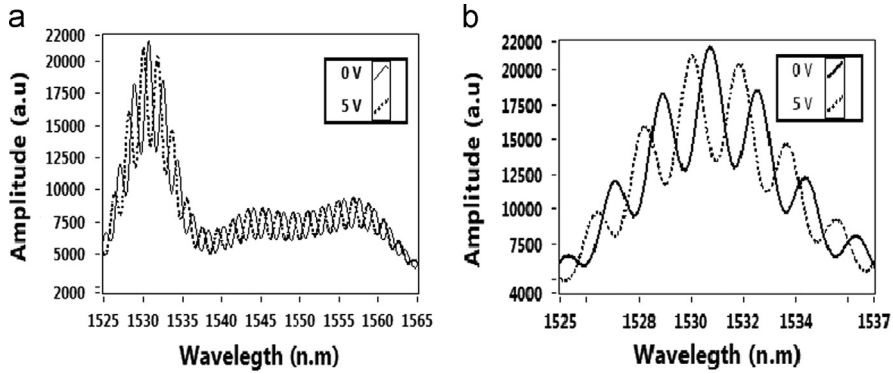 a
22000
20000
17500
15000
12500
10000
7500
5000
2000
1525 1530 1535 1540 1545 1550 1555 1560 1565
Amplitude (a.u)
Wavelegth (n.m)
0 V
5 V
b
22000
20000
17500
15000
12500
10000
7500
4000
1525 1528 1530 1532 1534 1537
Amplitude (a.u)
Wavelegth (n.m)
0 V
5 V